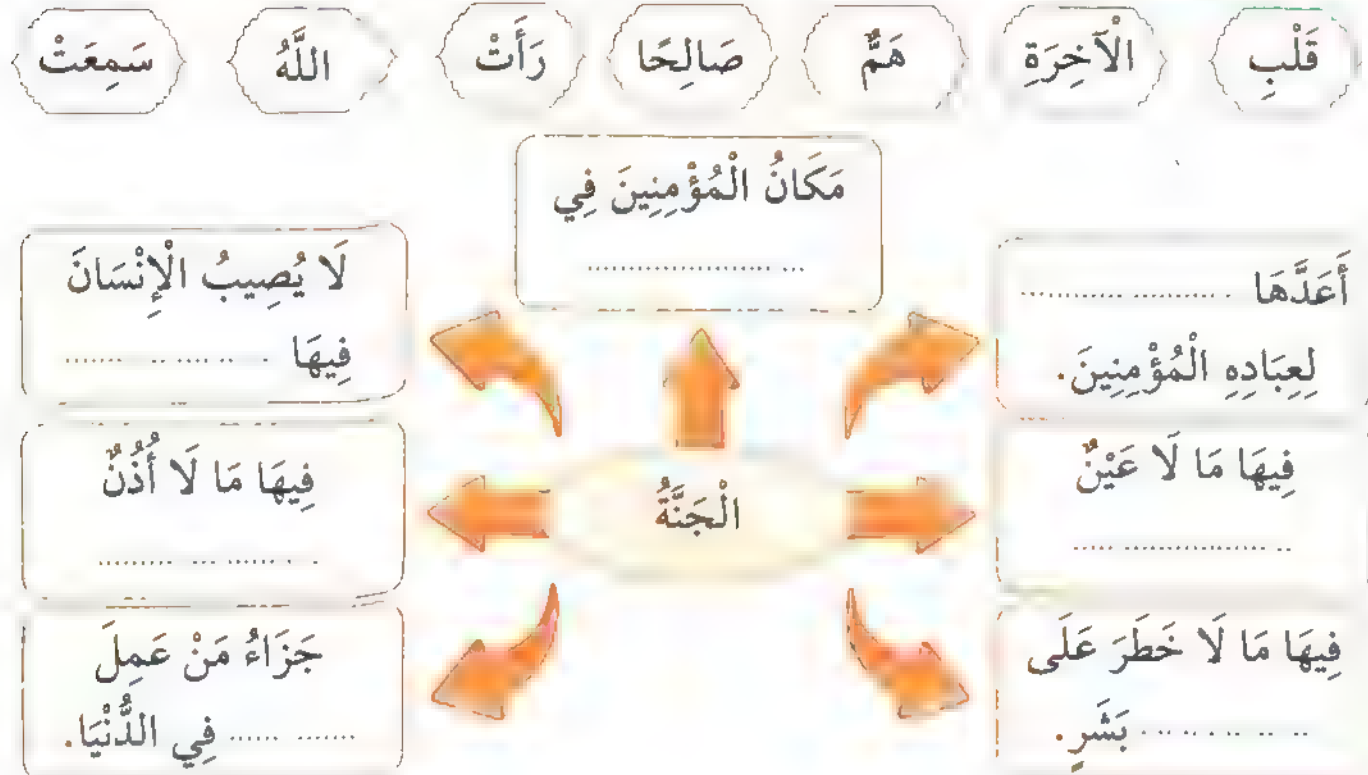 قَلْبِ الْآخِرَةِ هَمٌّ صَالِحًا رَأَتْ اللَّهُ سَمِعَتْ
مَكَانُ الْمُؤْمِنِينَ فِي
......................
أَعَدَّهَا ......................
لِعِبَادِهِ الْمُؤْمِنِينَ.
لَا يُصِيبُ الْإِنْسَانَ
فِيهَا ......................
فِيهَا مَا لَا عَيْنٌ
......................
الْجَنَّةُ
فِيهَا مَا لَا أُذُنٌ
......................
فِيهَا مَا لَا خَطَرَ عَلَى
................ بَشَرٍ.
جَزَاءُ مَنْ عَمِلَ
............ فِي الدُّنْيَا.